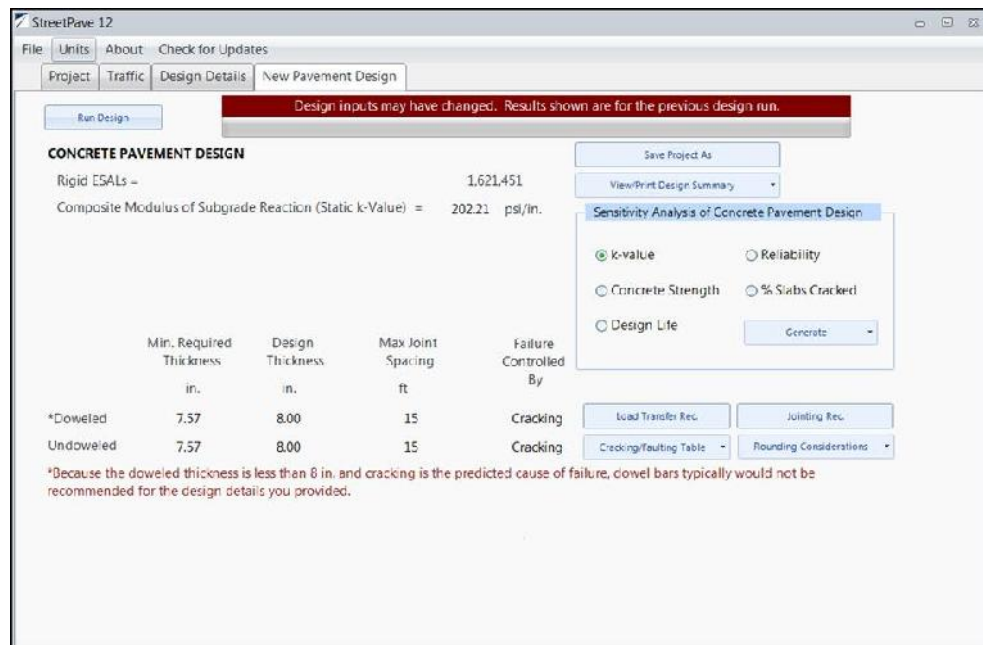 StreetPave 12
File Units About Check for Updates
Project Traffic Design Details New Pavement Design
Run Design
Design inputs may have changed. Results shown are for the previous design run.
CONCRETE PAVEMENT DESIGN
Rigid ESALs = 1,621,451
Composite Modulus of Subgrade Reaction (Static k-Value) = 202.21 psi/in.
Save Project As
View/Print Design Summary
Sensitivity Analysis of Concrete Pavement Design
k-value Reliability
Concrete Strength % Slabs Cracked
Design Life Generate
Min. Required Design Max Joint Failure
Thickness Thickness Spacing Controlled
By
in. in. ft
*Doweled 7.57 8.00 15 Cracking
Undoweled 7.57 8.00 15 Cracking
Load Transfer Rec. Jointing Rec.
Cracking/Faulting Table Rounding Considerations
*Because the doweled thickness is less than 8 in. and cracking is the predicted cause of failure, dowel bars typically would not be
recommended for the design details you provided.